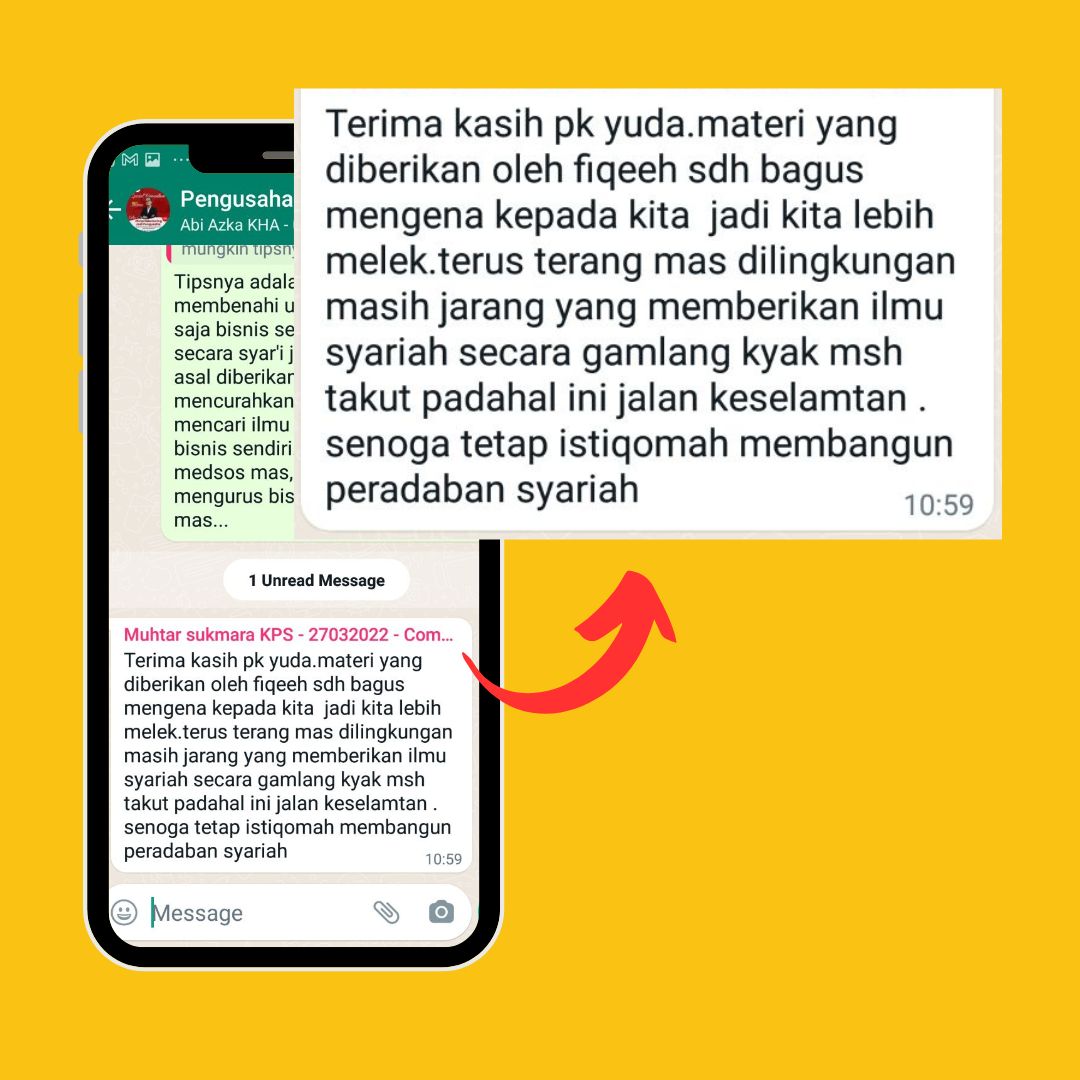 Terima kasih pk yuda.materi yang
diberikan oleh fiqeeh sdh bagus
mengena kepada kita  jadi kita lebih
melek.terus terang mas dilingkungan
masih jarang yang memberikan ilmu
syariah secara gamlang kyak msh
takut padahal ini jalan keselamtan .
senoga tetap istiqomah membangun
peradaban syariah
10:59
Pengusaha
Abi Azka KHA -
mungkin tipsny
Tipsnya adala
membenahi u
saja bisnis se
secara syar'i j
asal diberikan
mencurahkan
mencari ilmu
bisnis sendiri
medsos mas,
mengurus bis
mas...
1 Unread Message
Muhtar sukmara KPS - 27032022 - Com...
Terima kasih pk yuda.materi yang
diberikan oleh fiqeeh sdh bagus
mengena kepada kita  jadi kita lebih
melek.terus terang mas dilingkungan
masih jarang yang memberikan ilmu
syariah secara gamlang kyak msh
takut padahal ini jalan keselamtan .
senoga tetap istiqomah membangun
peradaban syariah
10:59
Message